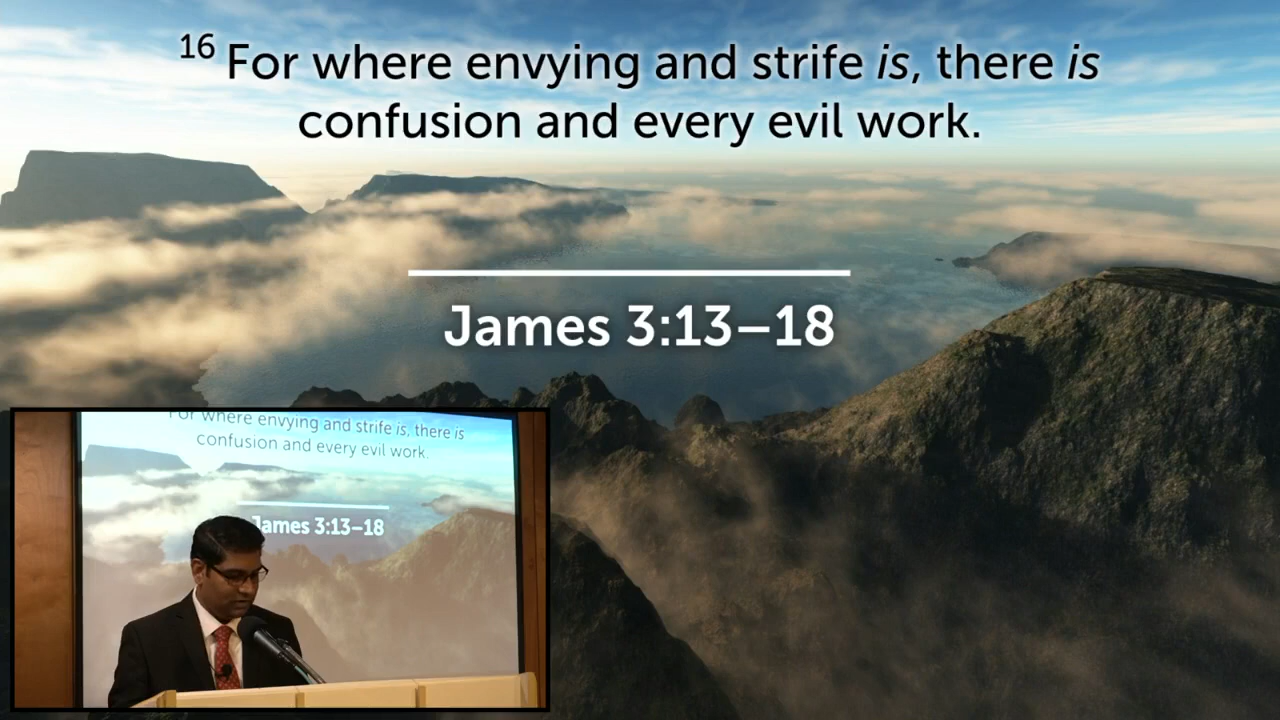 16 For where envying and strife is, there is
confusion and every evil work.
James 3:13–18
For where envying and strife is, there is
confusion and every evil work.
James 3:13–18